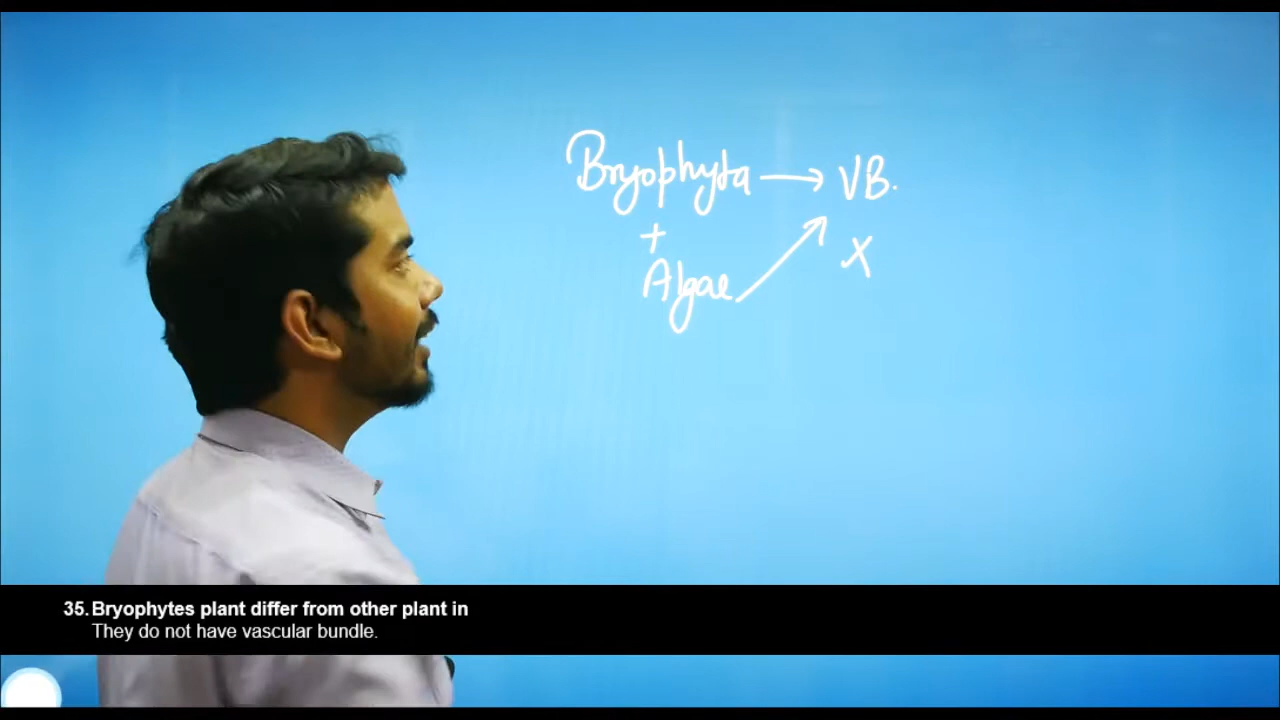 Bryophyta → VB.
+ X
Algae
35. Bryophytes plant differ from other plant in
They do not have vascular bundle.